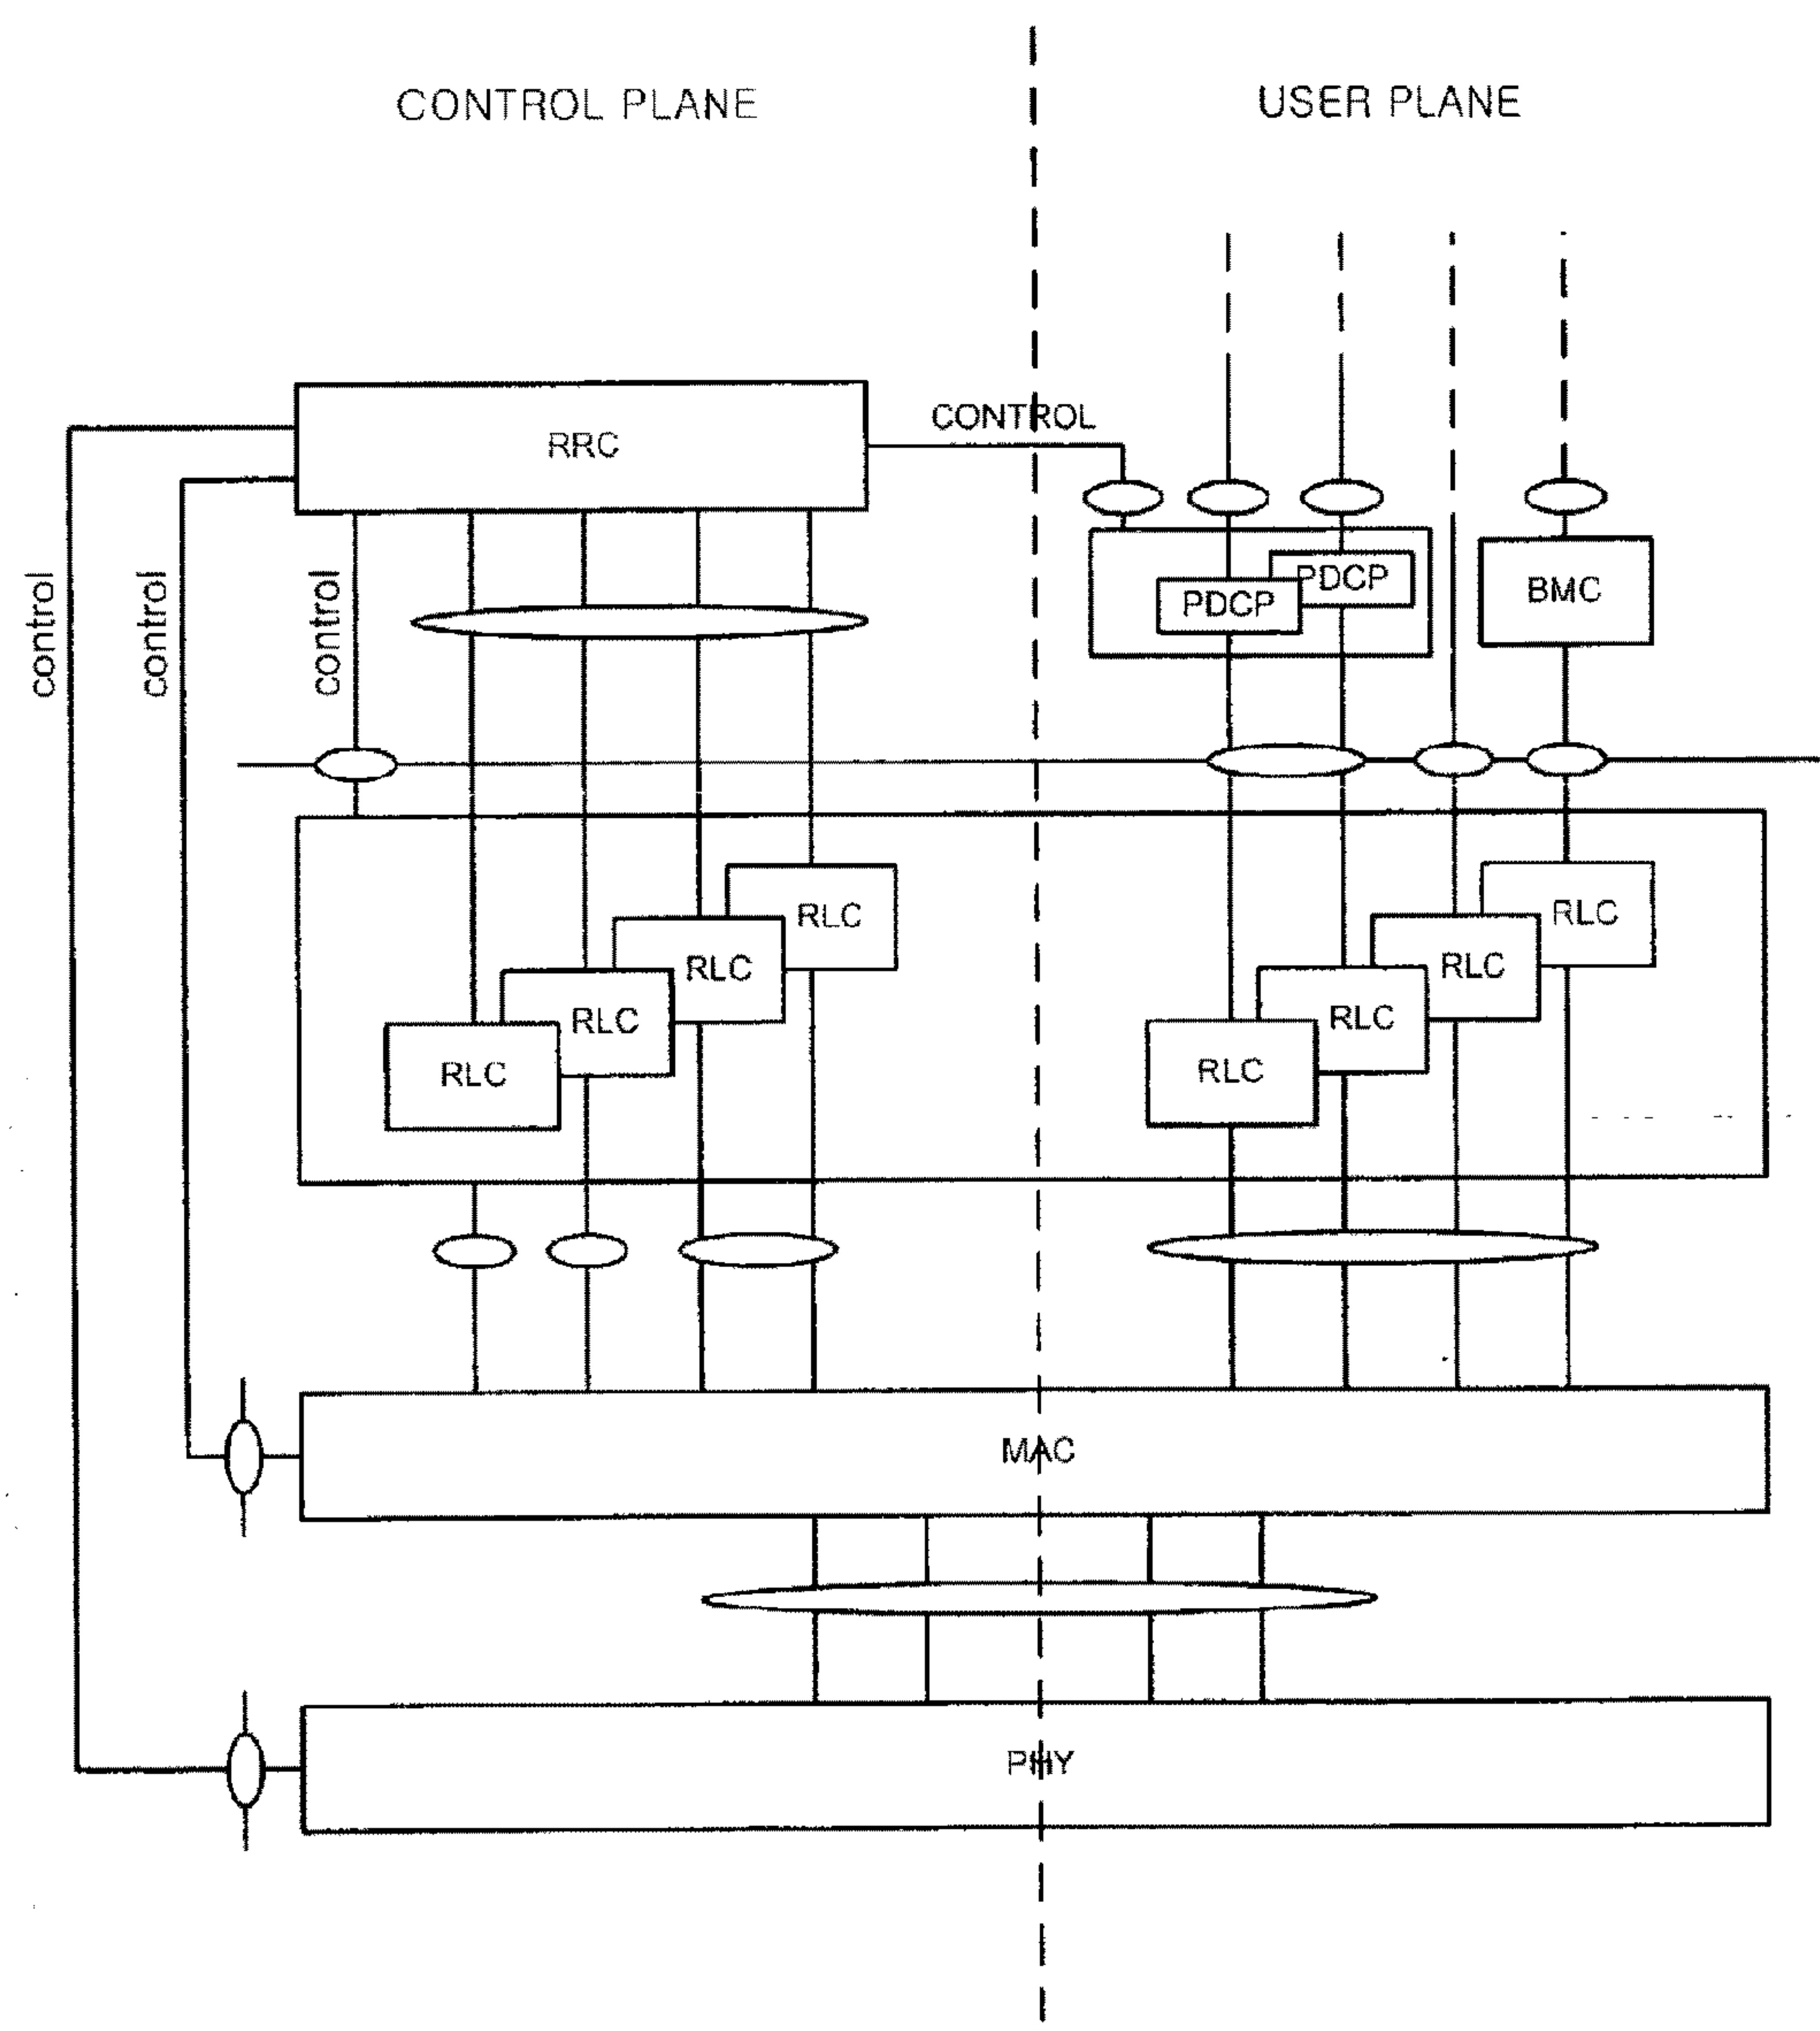 CONTROL PLANE
USER PLANE
CONTROL
RRC
control
control
control
PDCP
PDCP
BMC
RLC
RLC
RLC
RLC
RLC
RLC
RLC
RLC
MAC
PHY